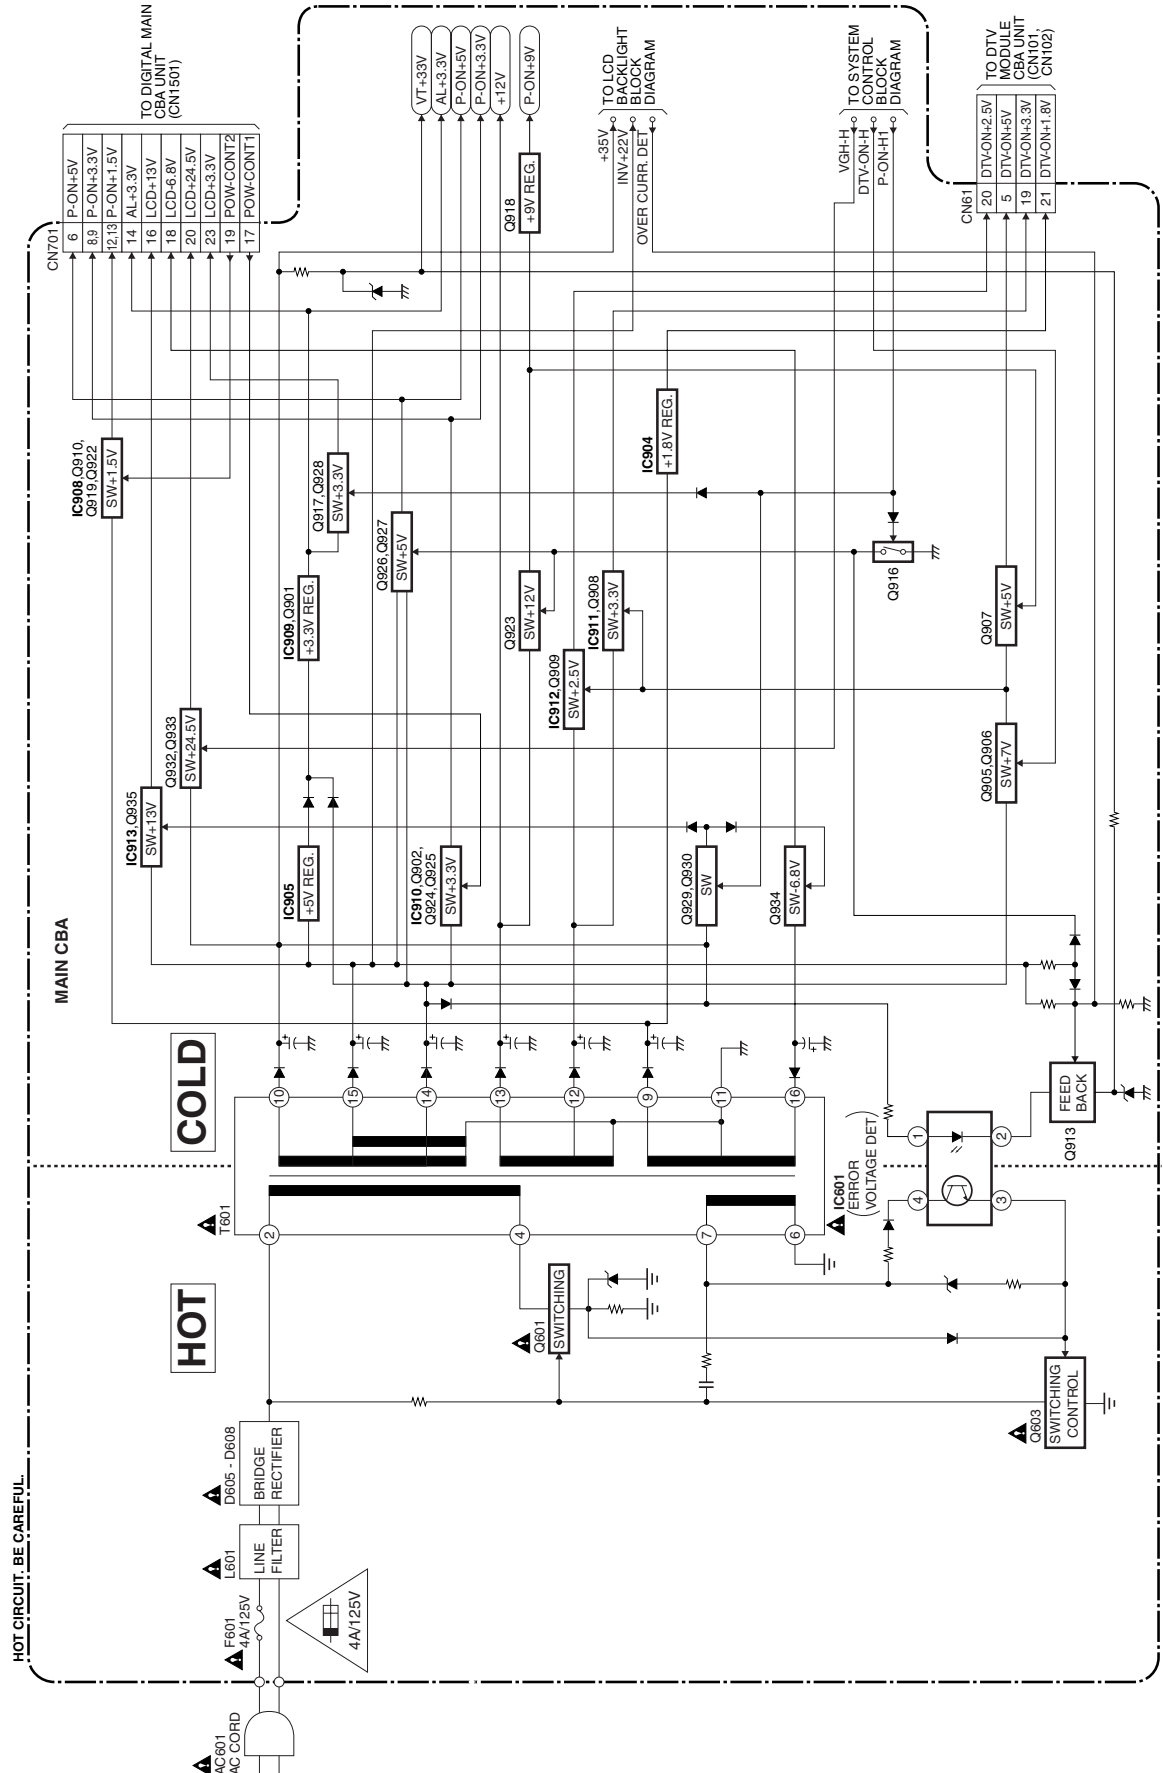 HOT CIRCUIT. BE CAREFUL.
MAIN CBA
HOT
COLD
AC601
AC CORD
F601
4A/125V
4A/125V
L601
LINE
FILTER
D605 - D608
BRIDGE
RECTIFIER
Q601
SWITCHING
Q603
SWITCHING
CONTROL
T601
2
4
7
6
10
15
14
13
12
9
11
16
IC601
ERROR
VOLTAGE DET
4
3
1
2
FEED
BACK
Q913
IC913,Q935
SW+13V
Q932,Q933
SW+24.5V
IC905
+5V REG.
IC910,Q902,
Q924,Q925
SW+3.3V
Q929,Q930
SW
Q934
SW-6.8V
IC909,Q901
+3.3V REG.
IC908,Q910,
Q919,Q922
SW+1.5V
Q917,Q928
SW+3.3V
Q926,Q927
SW+5V
Q923
SW+12V
IC912,Q909
SW+2.5V
IC911,Q908
SW+3.3V
IC904
+1.8V REG.
Q905,Q906
SW+7V
Q907
SW+5V
Q916
Q918
+9V REG.
TO DIGITAL MAIN
CBA UNIT
(CN1501)
CN701
6 P-ON+5V
8,9 P-ON+3.3V
12,13 P-ON+1.5V
14 AL+3.3V
16 LCD+13V
18 LCD-6.8V
20 LCD+24.5V
23 LCD+3.3V
19 POW-CONT2
17 POW-CONT1
VT+33V
AL+3.3V
P-ON+5V
P-ON+3.3V
+12V
P-ON+9V
TO LCD
BACKLIGHT
BLOCK
DIAGRAM
+35V
INV+22V
OVER CURR. DET
TO SYSTEM
CONTROL
BLOCK
DIAGRAM
VGH-H
DTV-ON-H
P-ON-H1
TO DTV
MODULE
CBA UNIT
(CN101,
CN102)
CN61
20 DTV-ON+2.5V
5 DTV-ON+5V
19 DTV-ON+3.3V
21 DTV-ON+1.8V